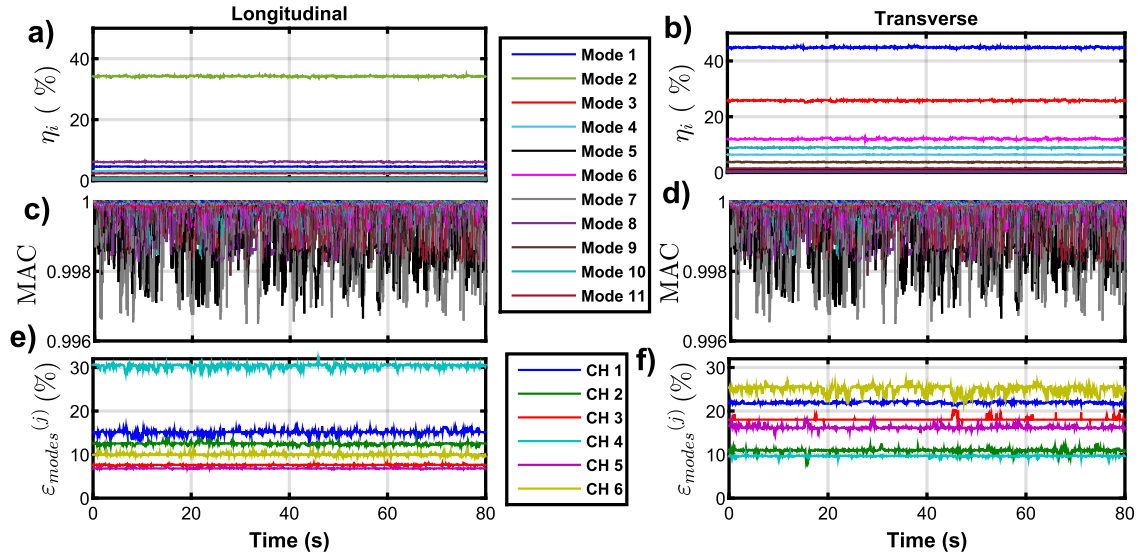 Longitudinal
Transverse
a)
b)
η_i ( %)
40
20
0
η_i ( %)
40
20
0
Mode 1
Mode 2
Mode 3
Mode 4
Mode 5
Mode 6
Mode 7
Mode 8
Mode 9
Mode 10
Mode 11
c)
d)
MAC
1
0.998
0.996
MAC
1
0.998
0.996
e)
f)
ε_modes^(j) (%)
30
20
10
0
0
20
40
60
80
Time (s)
CH 1
CH 2
CH 3
CH 4
CH 5
CH 6
ε_modes^(j) (%)
30
20
10
0
0
20
40
60
80
Time (s)